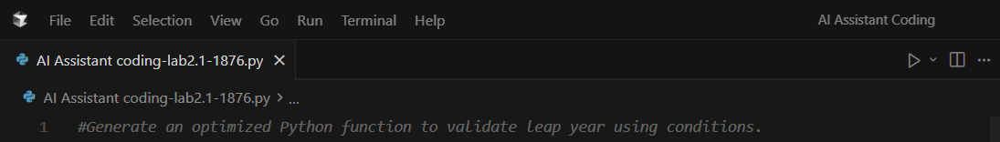 File Edit Selection View Go Run Terminal Help AI Assistant Coding
AI Assistant coding-lab2.1-1876.py
AI Assistant coding-lab2.1-1876.py > ...
1 #Generate an optimized Python function to validate leap year using conditions.